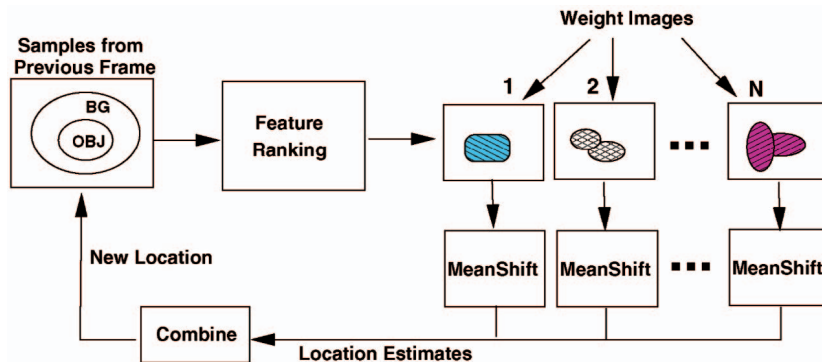 Weight Images
Samples from
Previous Frame
1
2
N
BG
OBJ
Feature
Ranking
MeanShift
MeanShift
MeanShift
New Location
Combine
Location Estimates